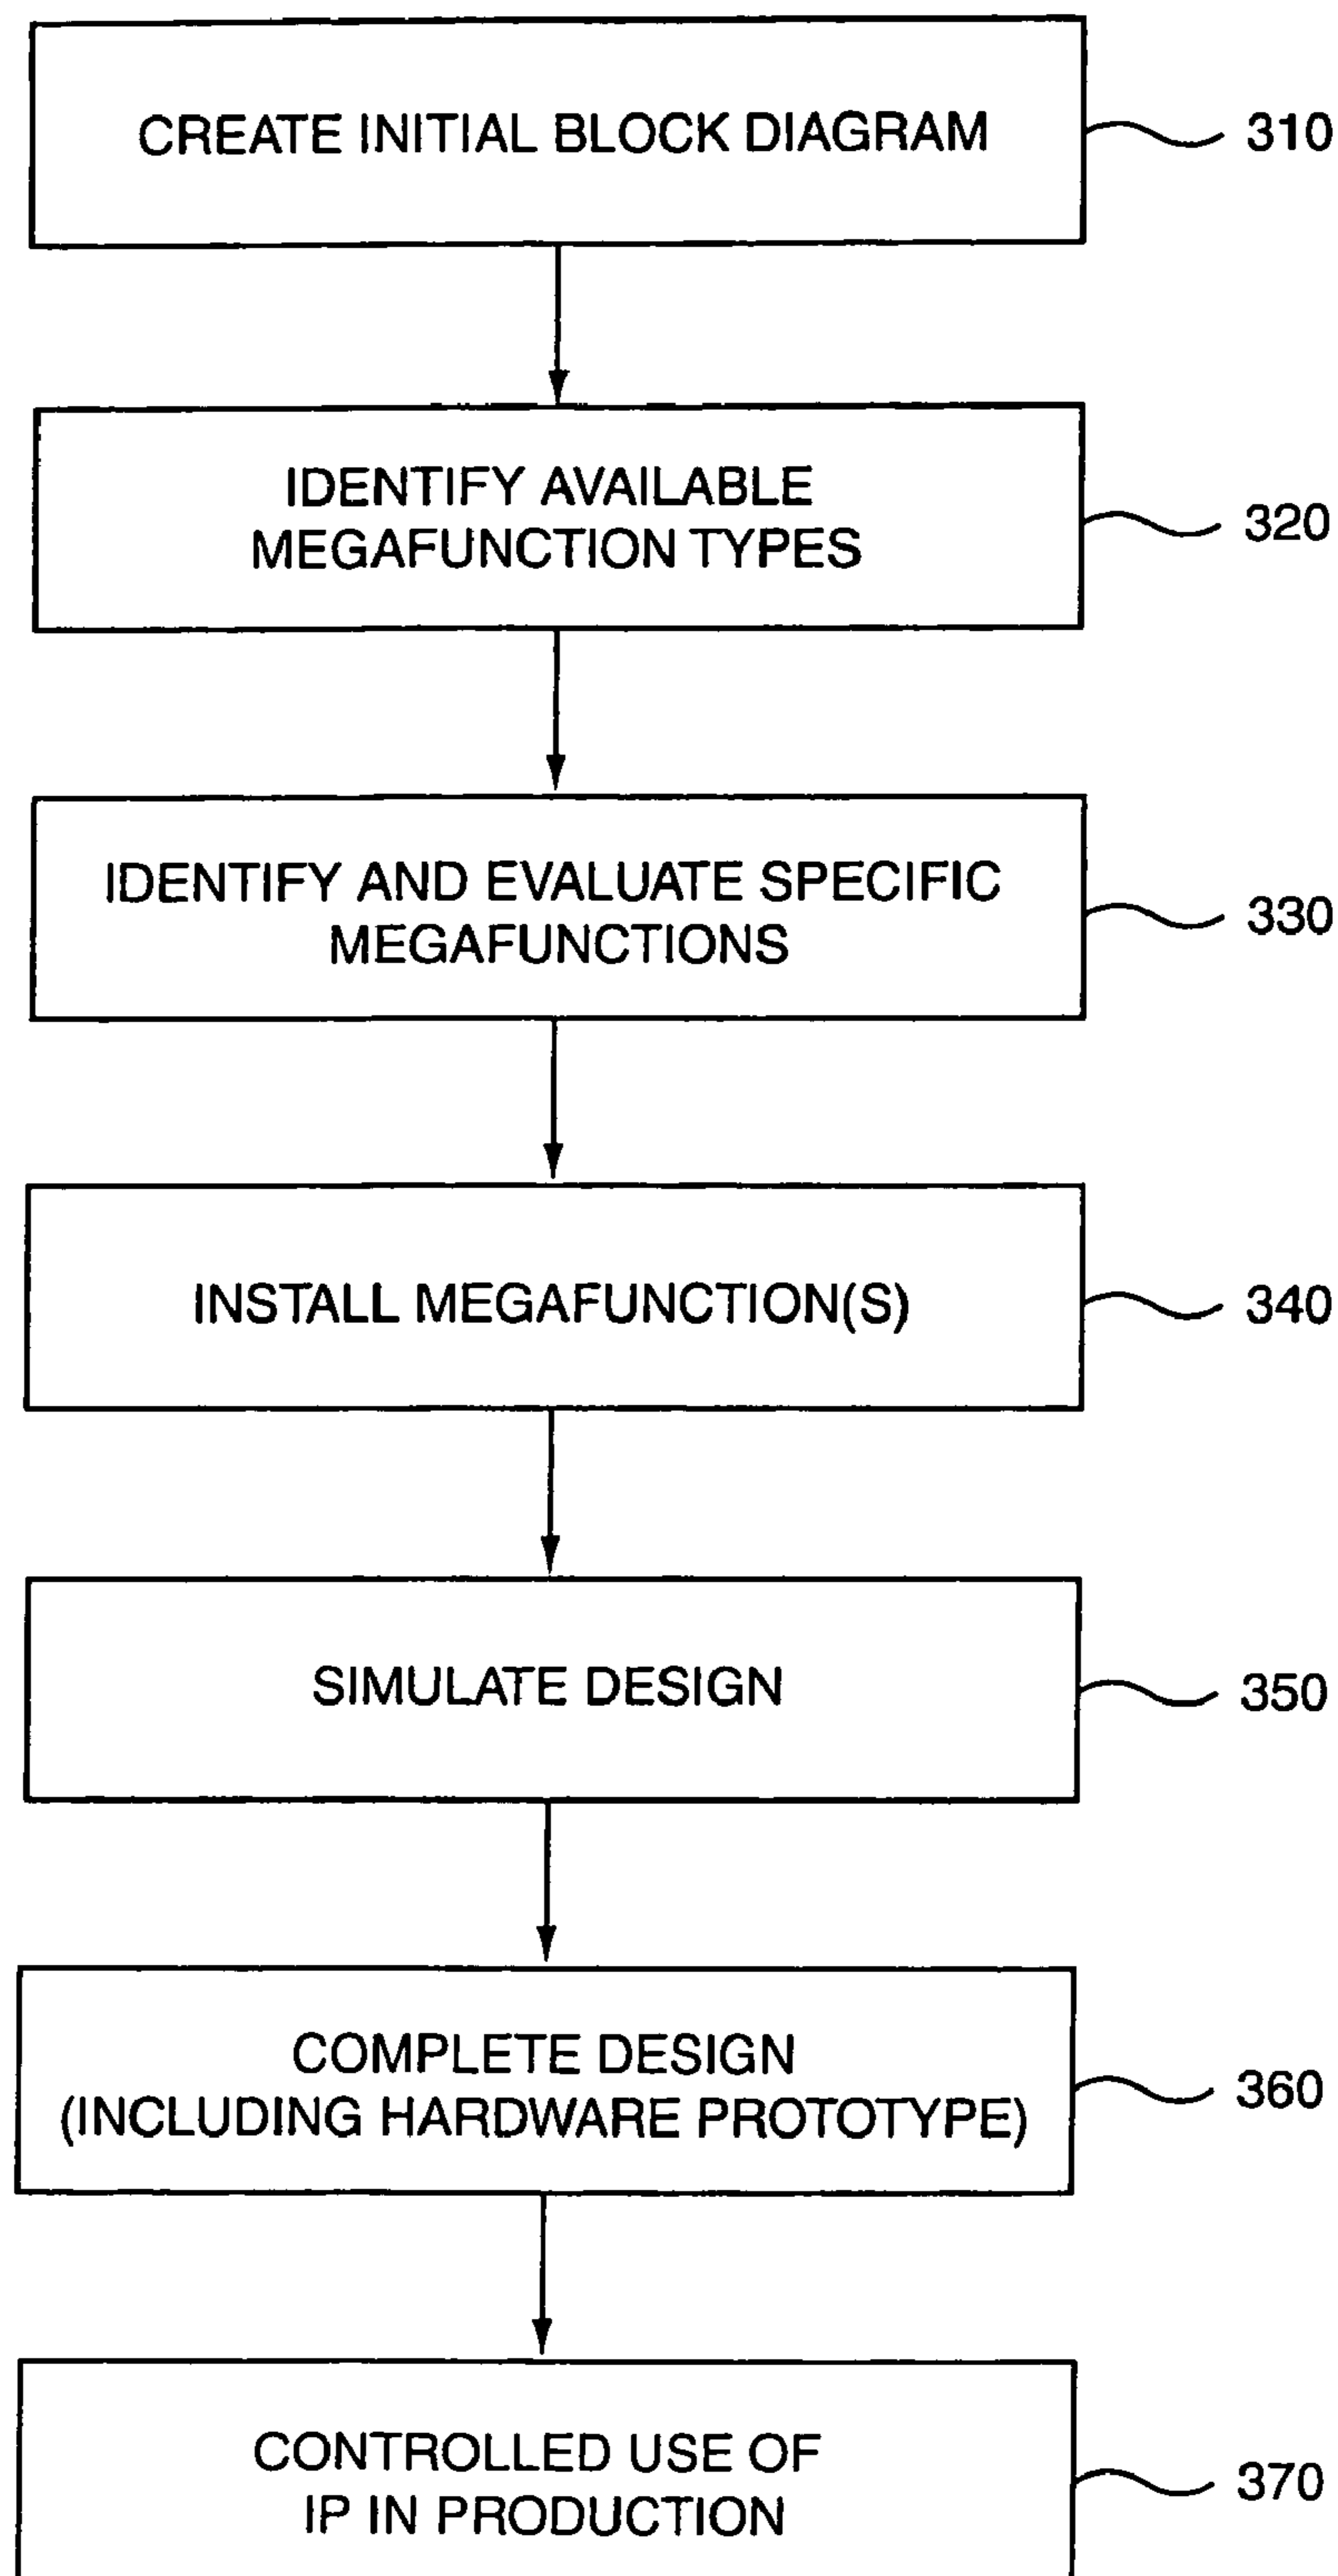 CREATE INITIAL BLOCK DIAGRAM
310
IDENTIFY AVAILABLE
MEGAFUNCTION TYPES
320
IDENTIFY AND EVALUATE SPECIFIC
MEGAFUNCTIONS
330
INSTALL MEGAFUNCTION(S)
340
SIMULATE DESIGN
350
COMPLETE DESIGN
(INCLUDING HARDWARE PROTOTYPE)
360
CONTROLLED USE OF
IP IN PRODUCTION
370